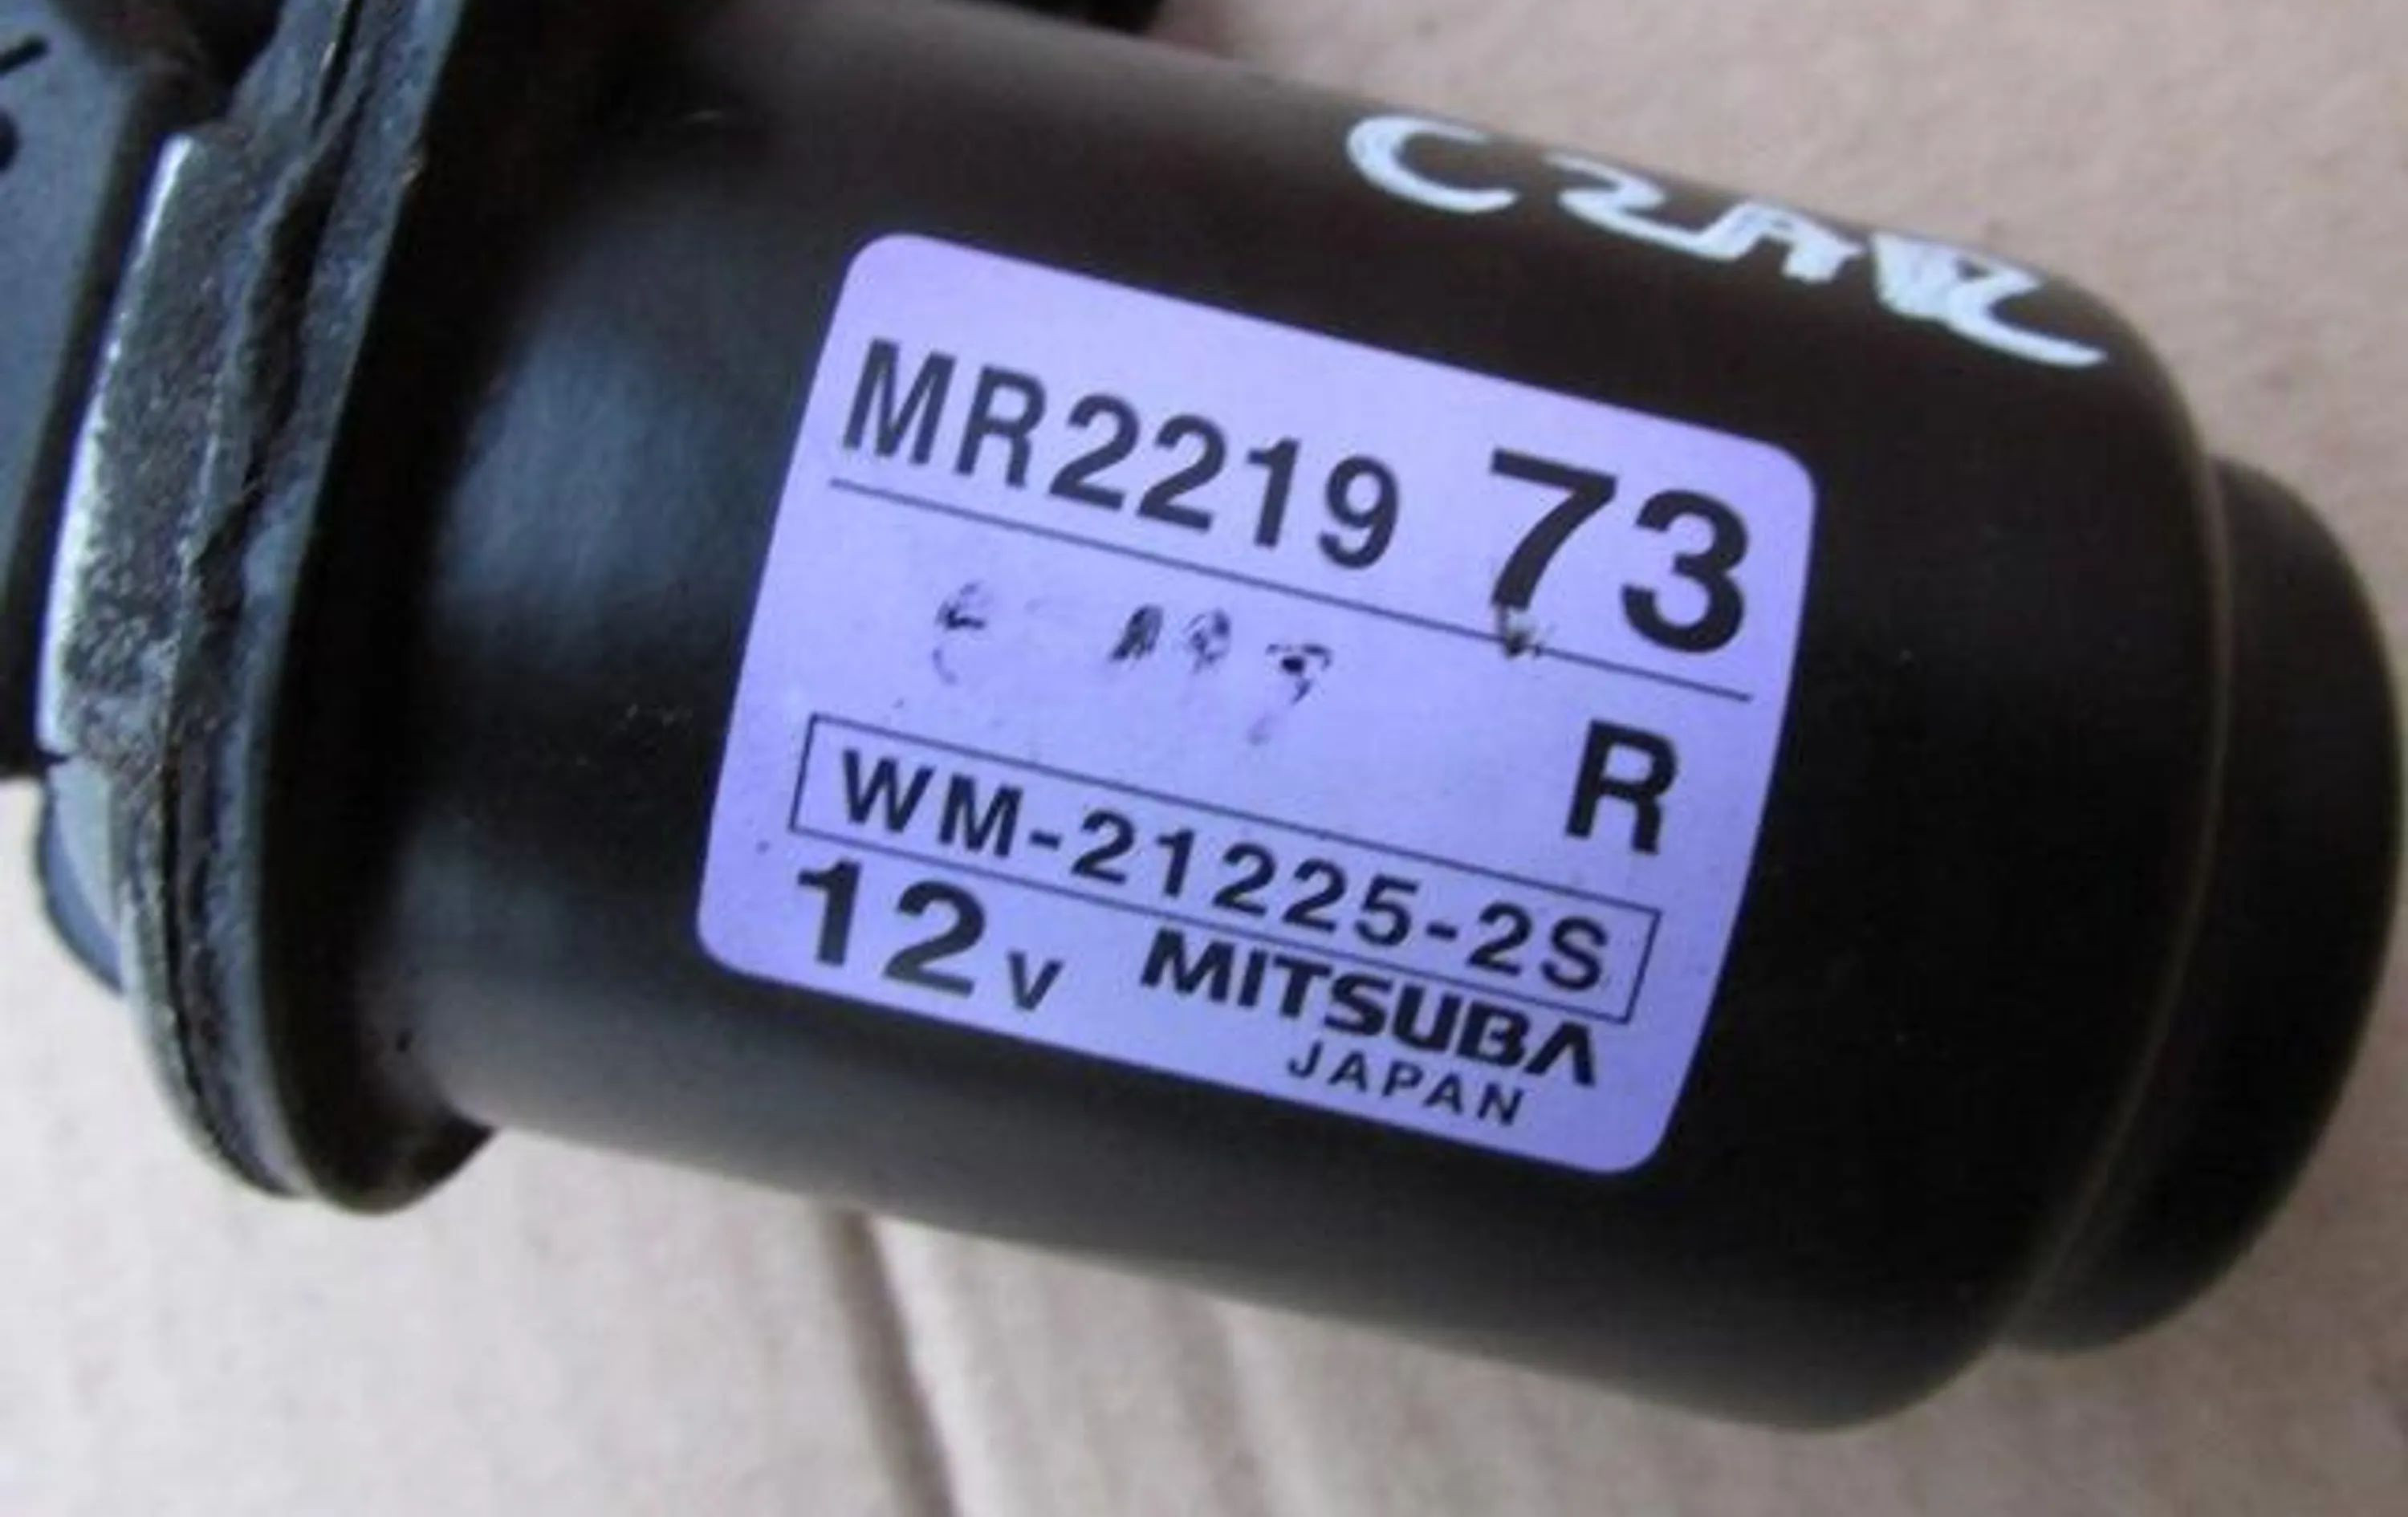 MR2219 73
R
WM-21225-2S
12V MITSUBA
JAPAN